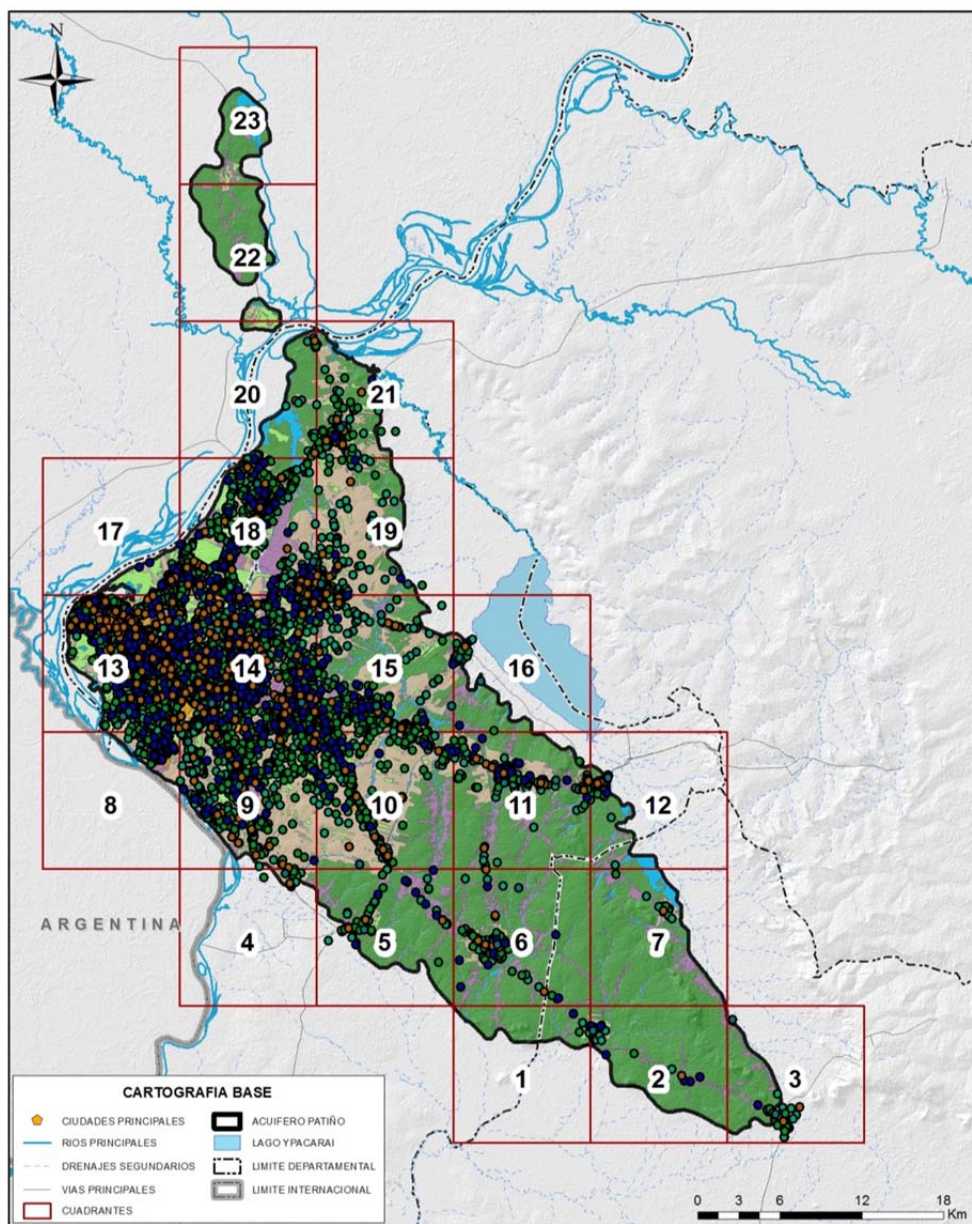 N
23
22
20
21
17
18
19
13
14
15
16
8
9
10
11
12
ARGENTINA
4
5
6
7
1
2
3
CARTOGRAFIA BASE
CIUDADES PRINCIPALES
RIOS PRINCIPALES
DRENAJES SEGUNDARIOS
VIAS PRINCIPALES
CUADRANTES
ACUIFERO PATIÑO
LAGO YPACARAI
LIMITE DEPARTAMENTAL
LIMITE INTERNACIONAL
0 3 6 12 18
Km